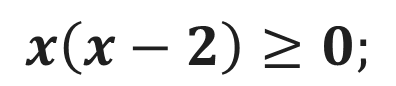 x(x − 2) ≥ 0;